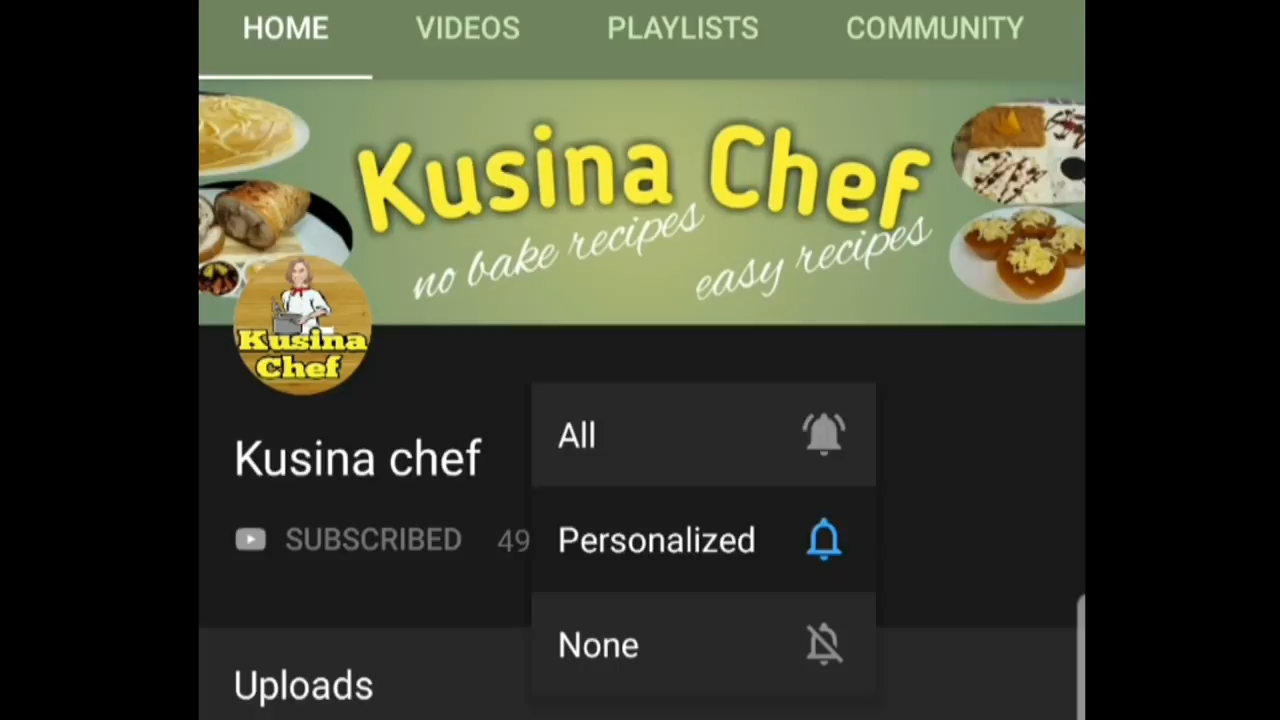 HOME VIDEOS PLAYLISTS COMMUNITY
Kusina Chef
no bake recipes
easy recipes
Kusina
Chef
Kusina chef
SUBSCRIBED 49
All
Personalized
None
Uploads